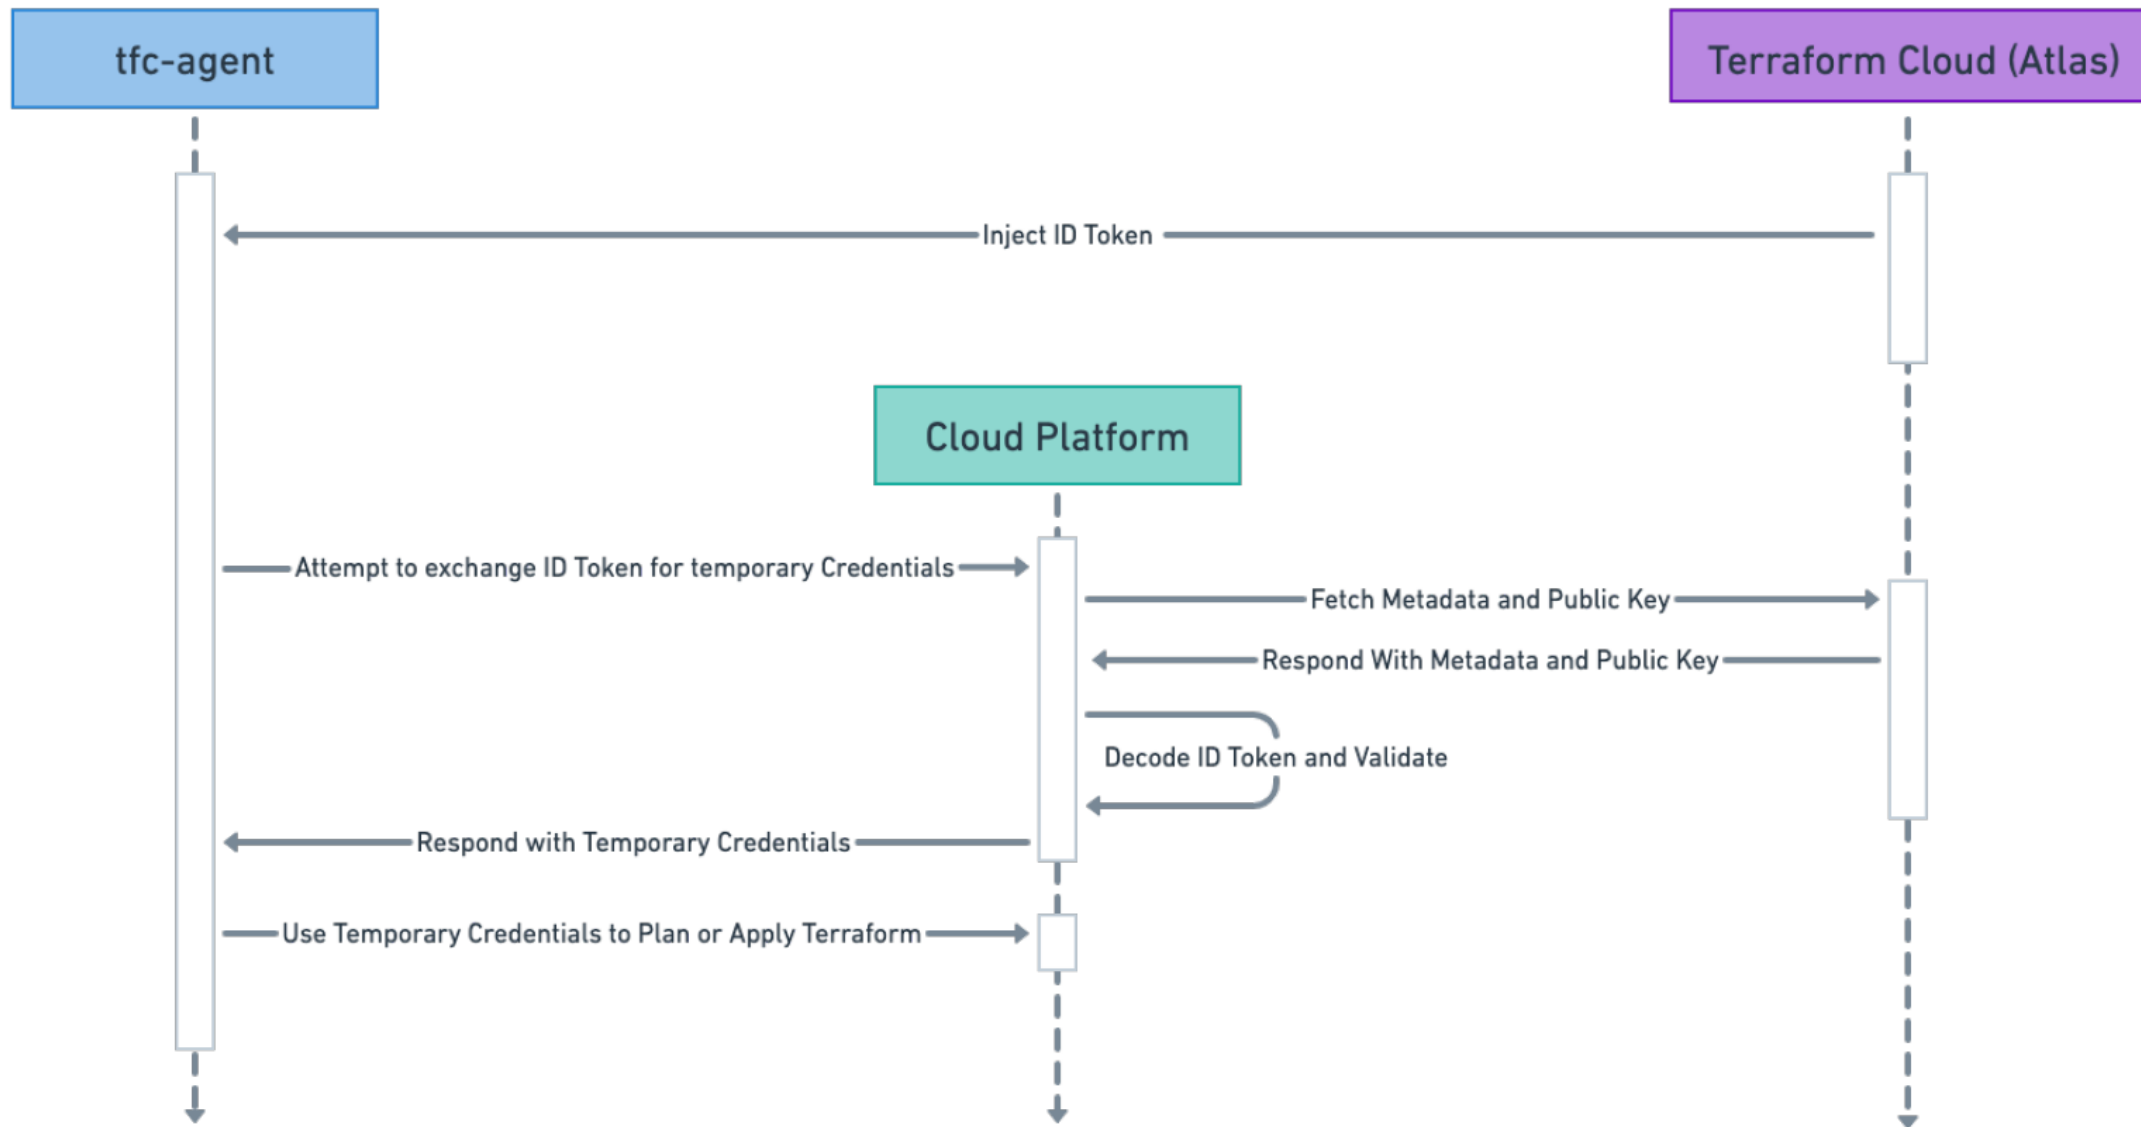 tfc-agent
Terraform Cloud (Atlas)
Inject ID Token
Cloud Platform
Attempt to exchange ID Token for temporary Credentials
Fetch Metadata and Public Key
Respond With Metadata and Public Key
Decode ID Token and Validate
Respond with Temporary Credentials
Use Temporary Credentials to Plan or Apply Terraform